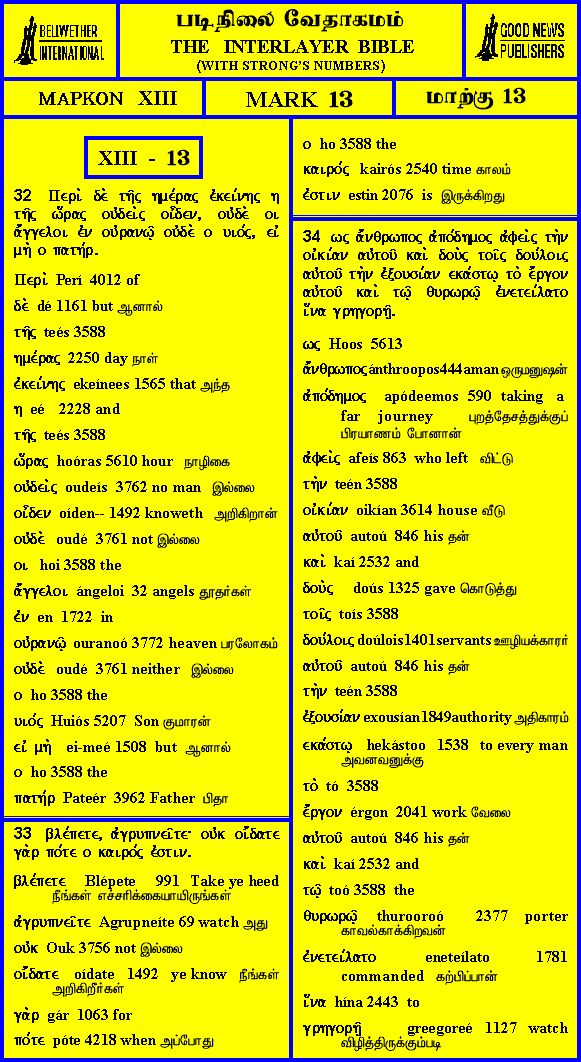 BELLWETHER
INTERNATIONAL
படிநிலை வேதாகமம்
THE INTERLAYER BIBLE
(WITH STRONG'S NUMBERS)
GOOD NEWS
PUBLISHERS
ΜΑΡΚΟΝ XIII
MARK 13
மாற்கு 13
XIII - 13
32 Περὶ δὲ τῆς ημέρας ἐκείνης η
τῆς ὥρας οὐδεὶς οἶδεν, οὐδὲ οι
ἄγγελοι ἐν οὐρανῷ οὐδὲ ο υιός, εἰ
μὴ ο πατήρ.
Περὶ Perí 4012 of
δὲ dé 1161 but ஆனால்
τῆς teés 3588
ημέρας 2250 day நாள்
ἐκείνης ekeínees 1565 that அந்த
η eé 2228 and
τῆς teés 3588
ὥρας hoóras 5610 hour நாழிகை
οὐδεὶς oudeís 3762 no man இல்லை
οἶδεν oíden-- 1492 knoweth அறிகிறான்
οὐδὲ oudé 3761 not இல்லை
οι hoi 3588 the
ἄγγελοι ángeloi 32 angels தூதர்கள்
ἐν en 1722 in
οὐρανῷ ouranoó 3772 heaven பரலோகம்
οὐδὲ oudé 3761 neither இல்லை
ο ho 3588 the
υιός Huiós 5207 Son குமாரன்
εἰ μὴ ei-meé 1508 but ஆனால்
ο ho 3588 the
πατήρ Pateér 3962 Father பிதா
33 βλέπετε, ἀγρυπνεῖτε· οὐκ οἴδατε
γὰρ πότε ο καιρός ἐστιν.
βλέπετε Blépete 991 Take ye heed
நீங்கள் எச்சரிக்கையாயிருங்கள்
ἀγρυπνεῖτε Agrupneíte 69 watch அது
οὐκ Ouk 3756 not இல்லை
οἴδατε oídate 1492 ye know நீங்கள்
அறிகிறீர்கள்
γὰρ gár 1063 for
πότε póte 4218 when அப்போது
ο ho 3588 the
καιρός kairós 2540 time காலம்
ἐστιν estin 2076 is இருக்கிறது
34 ως ἄνθρωπος ἀπόδημος ἀφεὶς τὴν
οἰκίαν αὐτοῦ καὶ δοὺς τοῖς δούλοις
αὐτοῦ τὴν ἐξουσίαν εκάστῳ τὸ ἔργον
αὐτοῦ καὶ τῷ θυρωρῷ ἐνετείλατο
ἵνα γρηγορῇ.
ως Hoos 5613
ἄνθρωπος ánthroopos444aman ஒருமனுஷன்
ἀπόδημος apódeemos 590 taking a
far journey புறத்தேசத்துக்குப்
பிரயாணம் போனான்
ἀφεὶς afeís 863 who left விட்டு
τὴν teén 3588
οἰκίαν oikían 3614 house வீடு
αὐτοῦ autoú 846 his தன்
καὶ kaí 2532 and
δοὺς doús 1325 gave கொடுத்து
τοῖς toís 3588
δούλοις doúlois1401servants ஊழியக்காரர்
αὐτοῦ autoú 846 his தன்
τὴν teén 3588
ἐξουσίαν exousían1849authority அதிகாரம்
εκάστῳ hekástoo 1538 to every man
அவனவனுக்கு
τὸ tó 3588
ἔργον érgon 2041 work வேலை
αὐτοῦ autoú 846 his தன்
καὶ kaí 2532 and
τῷ toó 3588 the
θυρωρῷ thurooroó 2377 porter
காவல்காக்கிறவன்
ἐνετείλατο eneteílato 1781
commanded கற்பிப்பான்
ἵνα hína 2443 to
γρηγορῇ greegoreé 1127 watch
விழித்திருக்கும்படி